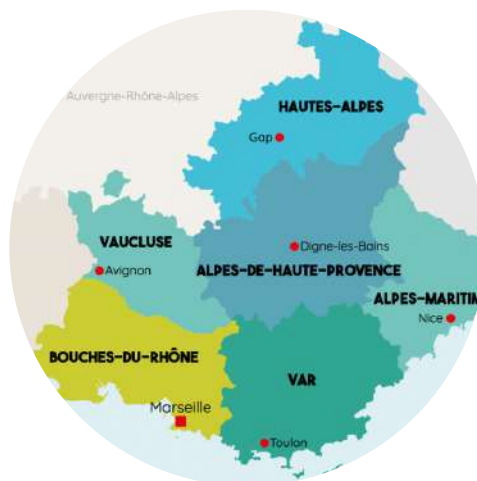 Auvergne-Rhône-Alpes
HAUTES-ALPES
Gap
VAUCLUSE
Digne-les-Bains
Avignon
ALPES-DE-HAUTE-PROVENCE
ALPES-MARITIM
Nice
BOUCHES-DU-RHÔNE
VAR
Marseille
Toulon